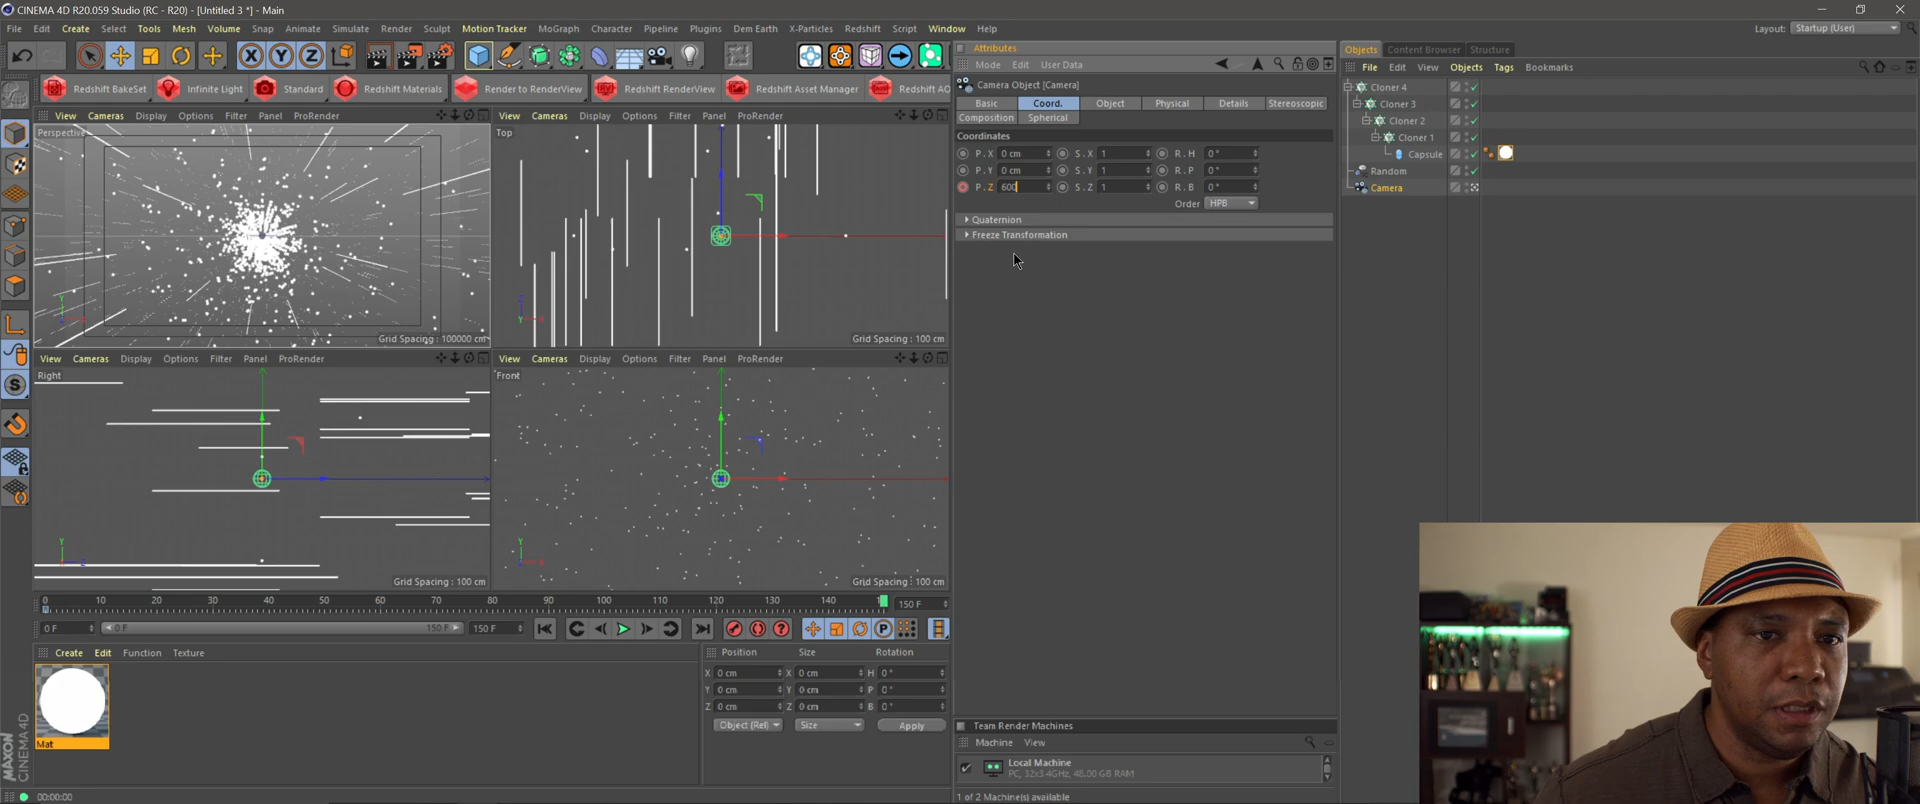 CINEMA 4D R20.059 Studio (RC - R20) - [Untitled 3 *] - Main
File Edit Create Select Tools Mesh Volume Snap Animate Simulate Render Sculpt Motion Tracker MoGraph Character Pipeline Plugins Dem Earth X-Particles Redshift Script Window Help
Layout: Startup (User)
Redshift BakeSet Infinite Light Standard Redshift Materials Render to RenderView Redshift RenderView Redshift Asset Manager Redshift AO
View Cameras Display Options Filter Panel ProRender
Perspective
Grid Spacing : 100000 cm
View Cameras Display Options Filter Panel ProRender
Top
Grid Spacing : 100 cm
View Cameras Display Options Filter Panel ProRender
Right
Grid Spacing : 100 cm
View Cameras Display Options Filter Panel ProRender
Front
Grid Spacing : 100 cm
0 10 20 30 40 50 60 70 80 90 100 110 120 130 140 150 F
0 F 0 F 150 F 150 F
Create Edit Function Texture
Mat
MAXON
CINEMA4D
00:00:00
Position Size Rotation
X 0 cm X 0 cm H 0 °
Y 0 cm Y 0 cm P 0 °
Z 0 cm Z 0 cm B 0 °
Object (Rel) Size Apply
Attributes
Mode Edit User Data
Camera Object [Camera]
Basic Coord. Object Physical Details Stereoscopic
Composition Spherical
Coordinates
P . X 0 cm S . X 1 R . H 0 °
P . Y 0 cm S . Y 1 R . P 0 °
P . Z 600 S . Z 1 R . B 0 °
Order HPB
Quaternion
Freeze Transformation
Team Render Machines
Machine View
Local Machine
PC, 32x3.4GHz, 48.00 GB RAM
1 of 2 Machine(s) available
Objects Content Browser Structure
File Edit View Objects Tags Bookmarks
Cloner 4
Cloner 3
Cloner 2
Cloner 1
Capsule
Random
Camera